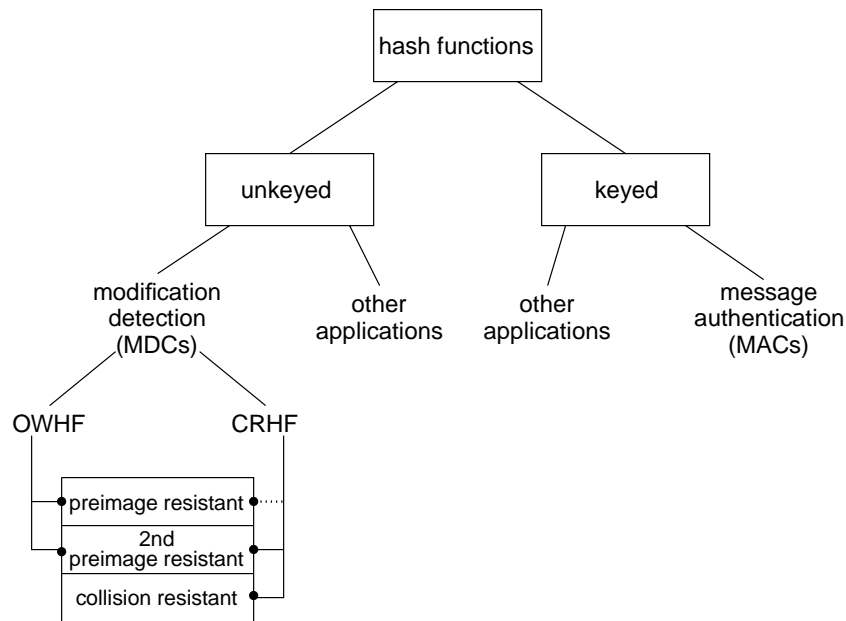 hash functions
unkeyed
keyed
modification
detection
(MDCs)
other
applications
other
applications
message
authentication
(MACs)
OWHF
CRHF
preimage resistant
2nd
preimage resistant
collision resistant